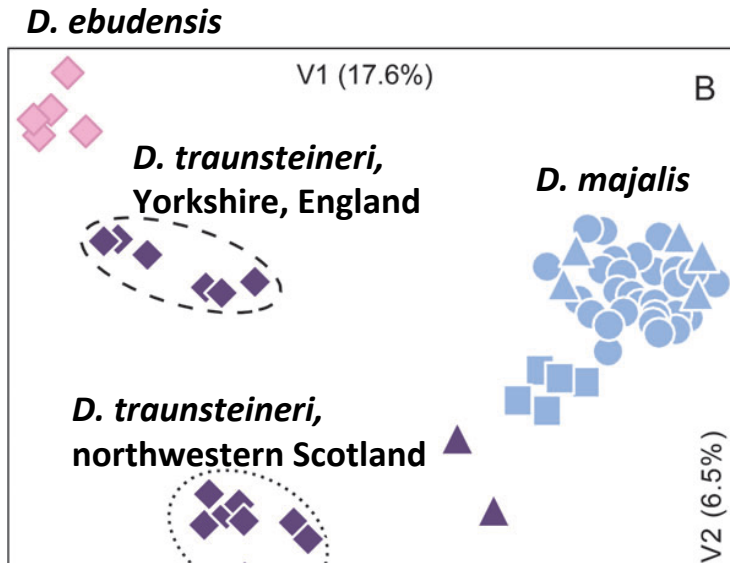 D. ebudensis
V1 (17.6%)
B
D. traunsteineri,
Yorkshire, England
D. majalis
D. traunsteineri,
northwestern Scotland
V2 (6.5%)